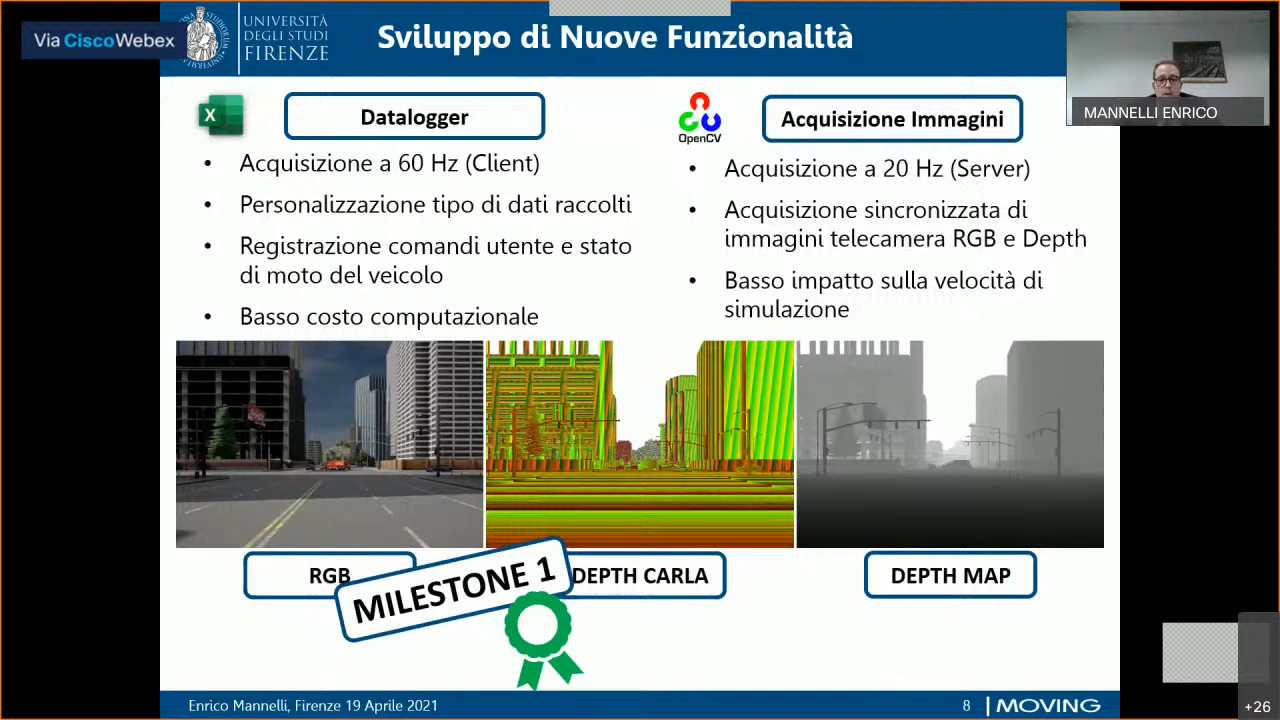 Via CiscoWebex
UNIVERSITÀ
DEGLI STUDI
FIRENZE
Sviluppo di Nuove Funzionalità
MANNELLI ENRICO
X
Datalogger
• Acquisizione a 60 Hz (Client)
• Personalizzazione tipo di dati raccolti
• Registrazione comandi utente e stato
di moto del veicolo
• Basso costo computazionale
OpenCV
Acquisizione Immagini
• Acquisizione a 20 Hz (Server)
• Acquisizione sincronizzata di
immagini telecamera RGB e Depth
• Basso impatto sulla velocità di
simulazione
RGB
DEPTH CARLA
DEPTH MAP
MILESTONE 1
Enrico Mannelli, Firenze 19 Aprile 2021
8
MOVING
+26